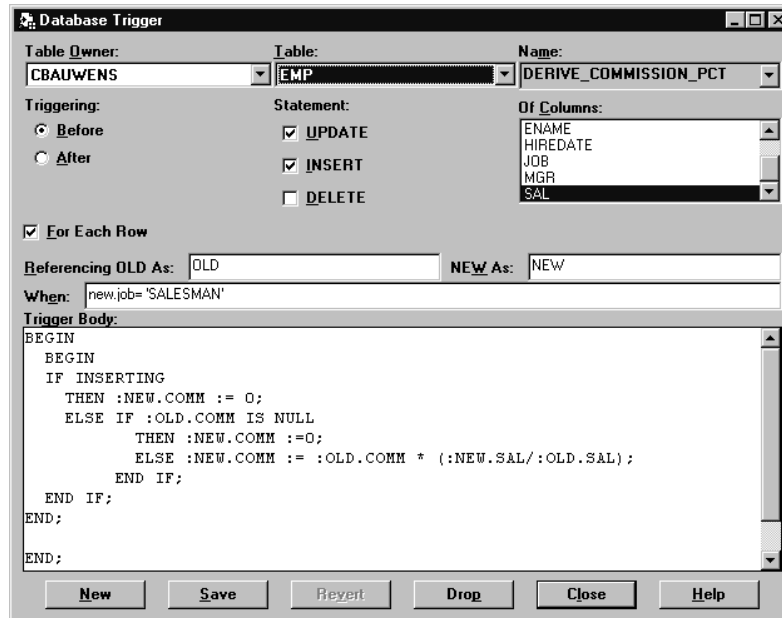 Database Trigger
Table Owner: Table: Name:
CBAUWENS EMP DERIVE_COMMISSION_PCT
Triggering: Statement: Of Columns:
Before UPDATE ENAME
HIREDATE
After INSERT JOB
MGR
DELETE SAL
For Each Row
Referencing OLD As: OLD NEW As: NEW
When: new.job= 'SALESMAN'
Trigger Body:
BEGIN
BEGIN
IF INSERTING
THEN :NEW.COMM := 0;
ELSE IF :OLD.COMM IS NULL
THEN :NEW.COMM :=0;
ELSE :NEW.COMM := :OLD.COMM * (:NEW.SAL/:OLD.SAL);
END IF;
END IF;
END;
END;
New Save Revert Drop Close Help